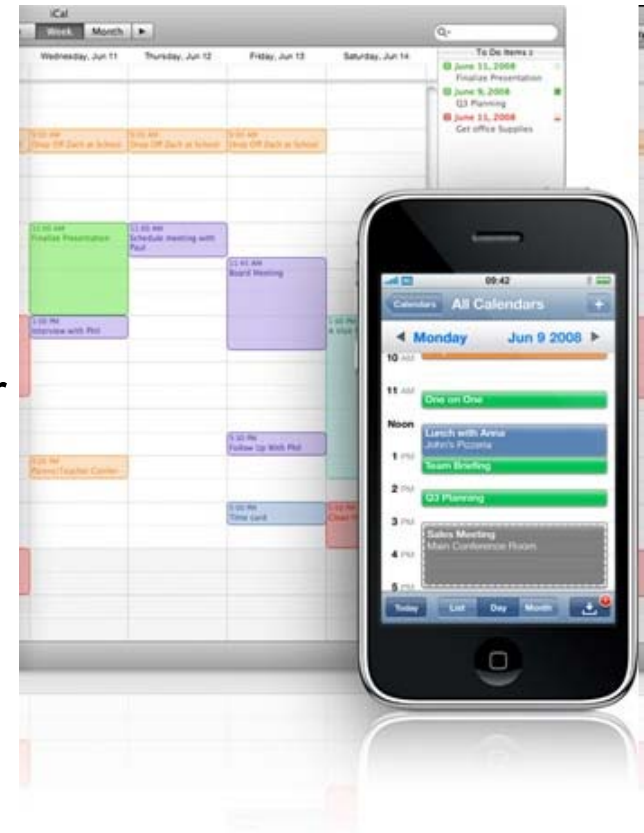 iCal
Week Month
Wednesday, Jun 11 Thursday, Jun 12 Friday, Jun 13 Saturday, Jun 14
To Do Items
June 11, 2008
Finalize Presentation
June 9, 2008
Q3 Planning
June 11, 2008
Get office Supplies
Drop Off Zach at School
Drop Off Zach at School
Drop Off Zach at School
Finalize Presentation
Schedule meeting with
Paul
Board Meeting
Interview with Phil
Follow Up With Phil
Time card
09:42
Calendars All Calendars +
Monday Jun 9 2008
10 AM
11 AM
One on One
Noon
Lunch with Anna
John's Pizzeria
1 PM
Team Briefing
2 PM
Q3 Planning
3 PM
Sales Meeting
Main Conference Room
4 PM
5 PM
Today List Day Month